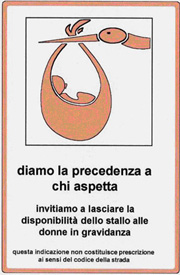 diamo la precedenza a
chi aspetta
invitiamo a lasciare la
disponibilità dello stallo alle
donne in gravidanza
questa indicazione non costituisce prescrizione
ai sensi del codice della strada